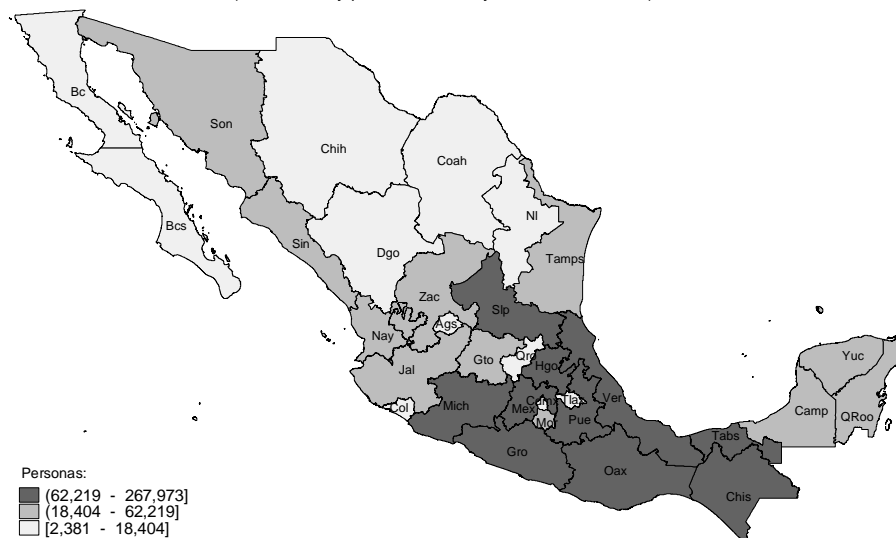 Bc
Son
Chih
Coah
Bcs
Nl
Sin
Dgo
Tamps
Zac
Slp
Ags
Nay
Yuc
Jal
Gto
Qro
Hgo
Col
Mich
Mex
Cdmx
Tlax
Ver
Camp
QRoo
Mor
Pue
Tabs
Gro
Oax
Chis
Personas:
(62,219 - 267,973]
(18,404 - 62,219]
[2,381 - 18,404]